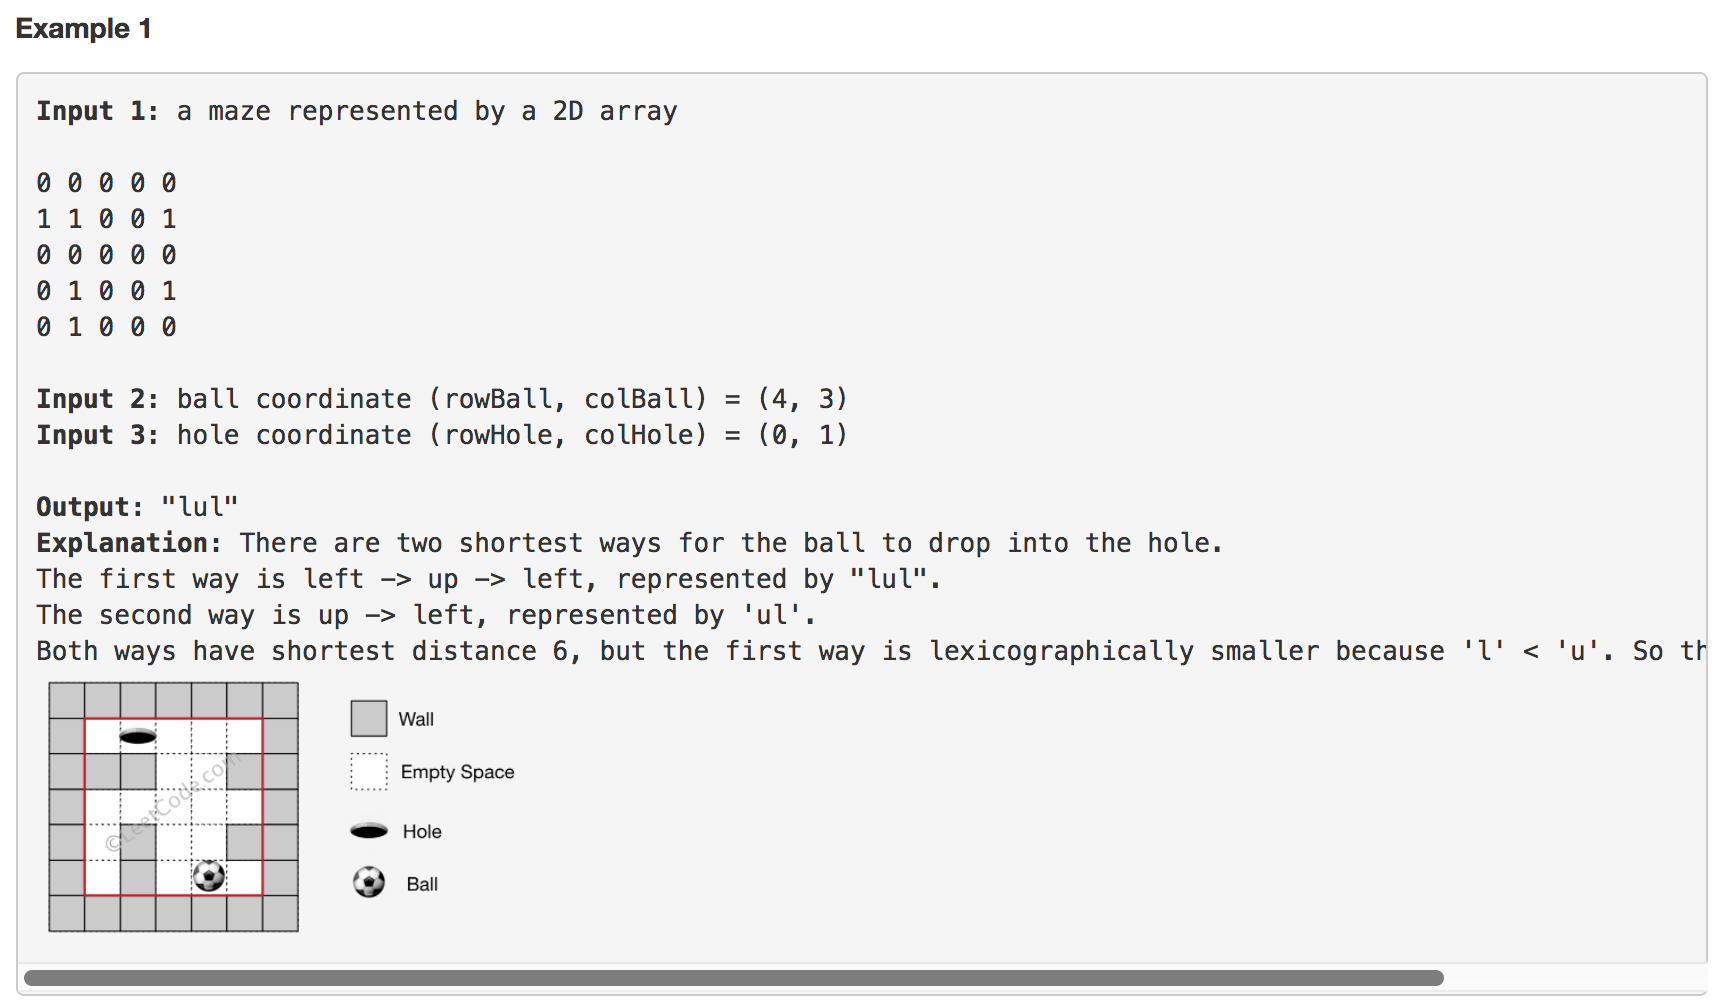 Example 1
Input 1: a maze represented by a 2D array
0 0 0 0 0
1 1 0 0 1
0 0 0 0 0
0 1 0 0 1
0 1 0 0 0
Input 2: ball coordinate (rowBall, colBall) = (4, 3)
Input 3: hole coordinate (rowHole, colHole) = (0, 1)
Output: "lul"
Explanation: There are two shortest ways for the ball to drop into the hole.
The first way is left -> up -> left, represented by "lul".
The second way is up -> left, represented by 'ul'.
Both ways have shortest distance 6, but the first way is lexicographically smaller because 'l' < 'u'. So
©LeetCode.com
Wall
Empty Space
Hole
Ball